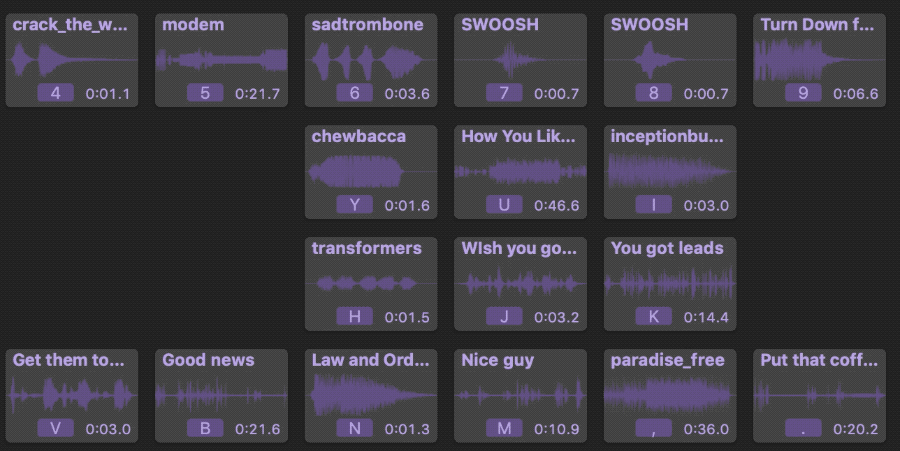 crack_the_w... modem sadtrombone SWOOSH SWOOSH Turn Down f...
4 0:01.1 5 0:21.7 6 0:03.6 7 0:00.7 8 0:00.7 9 0:06.6
chewbacca How You Lik... inceptionbu...
Y 0:01.6 U 0:46.6 I 0:03.0
transformers WIsh you go... You got leads
H 0:01.5 J 0:03.2 K 0:14.4
Get them to... Good news Law and Ord... Nice guy paradise_free Put that coff...
V 0:03.0 B 0:21.6 N 0:01.3 M 0:10.9 , 0:36.0 . 0:20.2